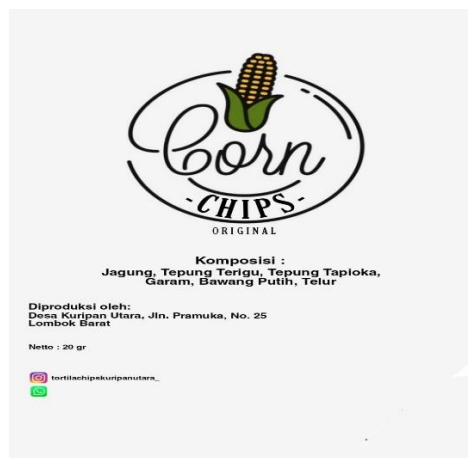 Corn
-CHIPS-
ORIGINAL
Komposisi :
Jagung, Tepung Terigu, Tepung Tapioka,
Garam, Bawang Putih, Telur
Diproduksi oleh:
Desa Kuripan Utara, Jln. Pramuka, No. 25
Lombok Barat
Netto : 20 gr
tortilachipskuripanutara_